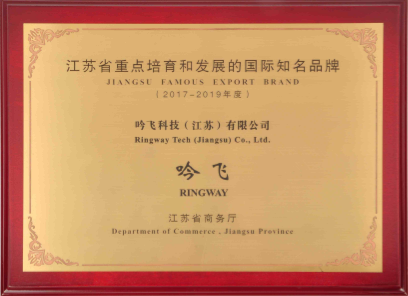 江苏省重点培育和发展的国际知名品牌
JIANGSU FAMOUS EXPORT BRAND
（2017-2019年度）
吟飞科技（江苏）有限公司
Ringway Tech (Jiangsu) Co., Ltd.
吟飞
RINGWAY
江苏省商务厅
Department of Commerce , Jiangsu Province